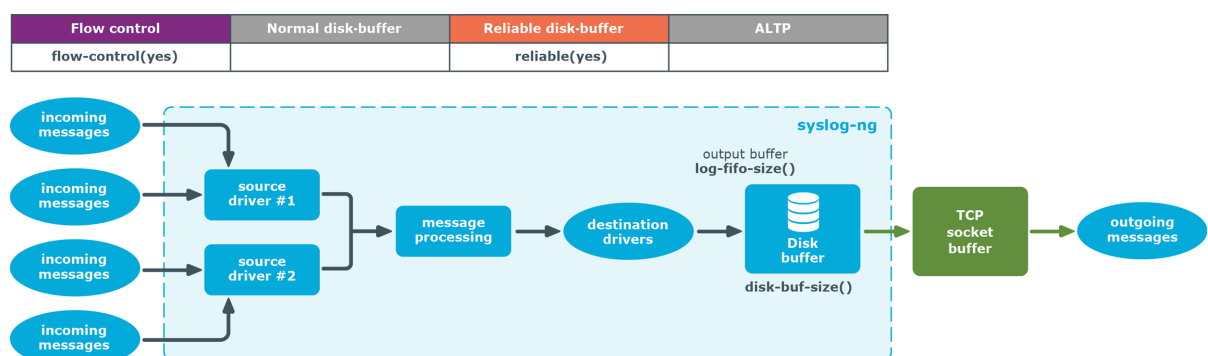 Flow control
Normal disk-buffer
Reliable disk-buffer
ALTP
flow-control(yes)
reliable(yes)
incoming
messages
syslog-ng
output buffer
log-fifo-size()
incoming
messages
source
driver #1
message
processing
destination
drivers
Disk
buffer
TCP
socket
buffer
outgoing
messages
incoming
messages
source
driver #2
disk-buf-size()
incoming
messages